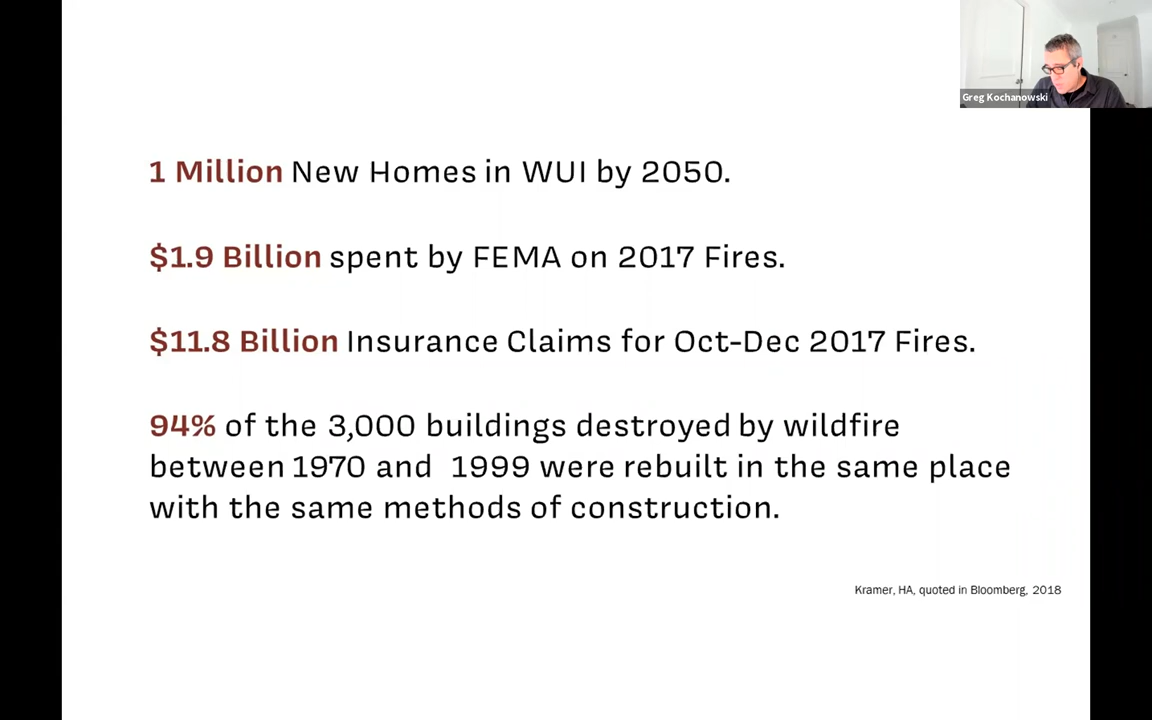 Greg Kochanowski
1 Million New Homes in WUI by 2050.
$1.9 Billion spent by FEMA on 2017 Fires.
$11.8 Billion Insurance Claims for Oct-Dec 2017 Fires.
94% of the 3,000 buildings destroyed by wildfire
between 1970 and 1999 were rebuilt in the same place
with the same methods of construction.
Kramer, HA, quoted in Bloomberg, 2018